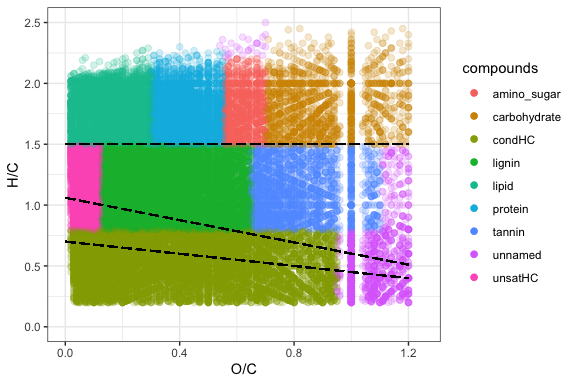 2.5
2.0
1.5
1.0
0.5
0.0
H/C
0.0
0.4
0.8
1.2
O/C
compounds
amino_sugar
carbohydrate
condHC
lignin
lipid
protein
tannin
unnamed
unsatHC